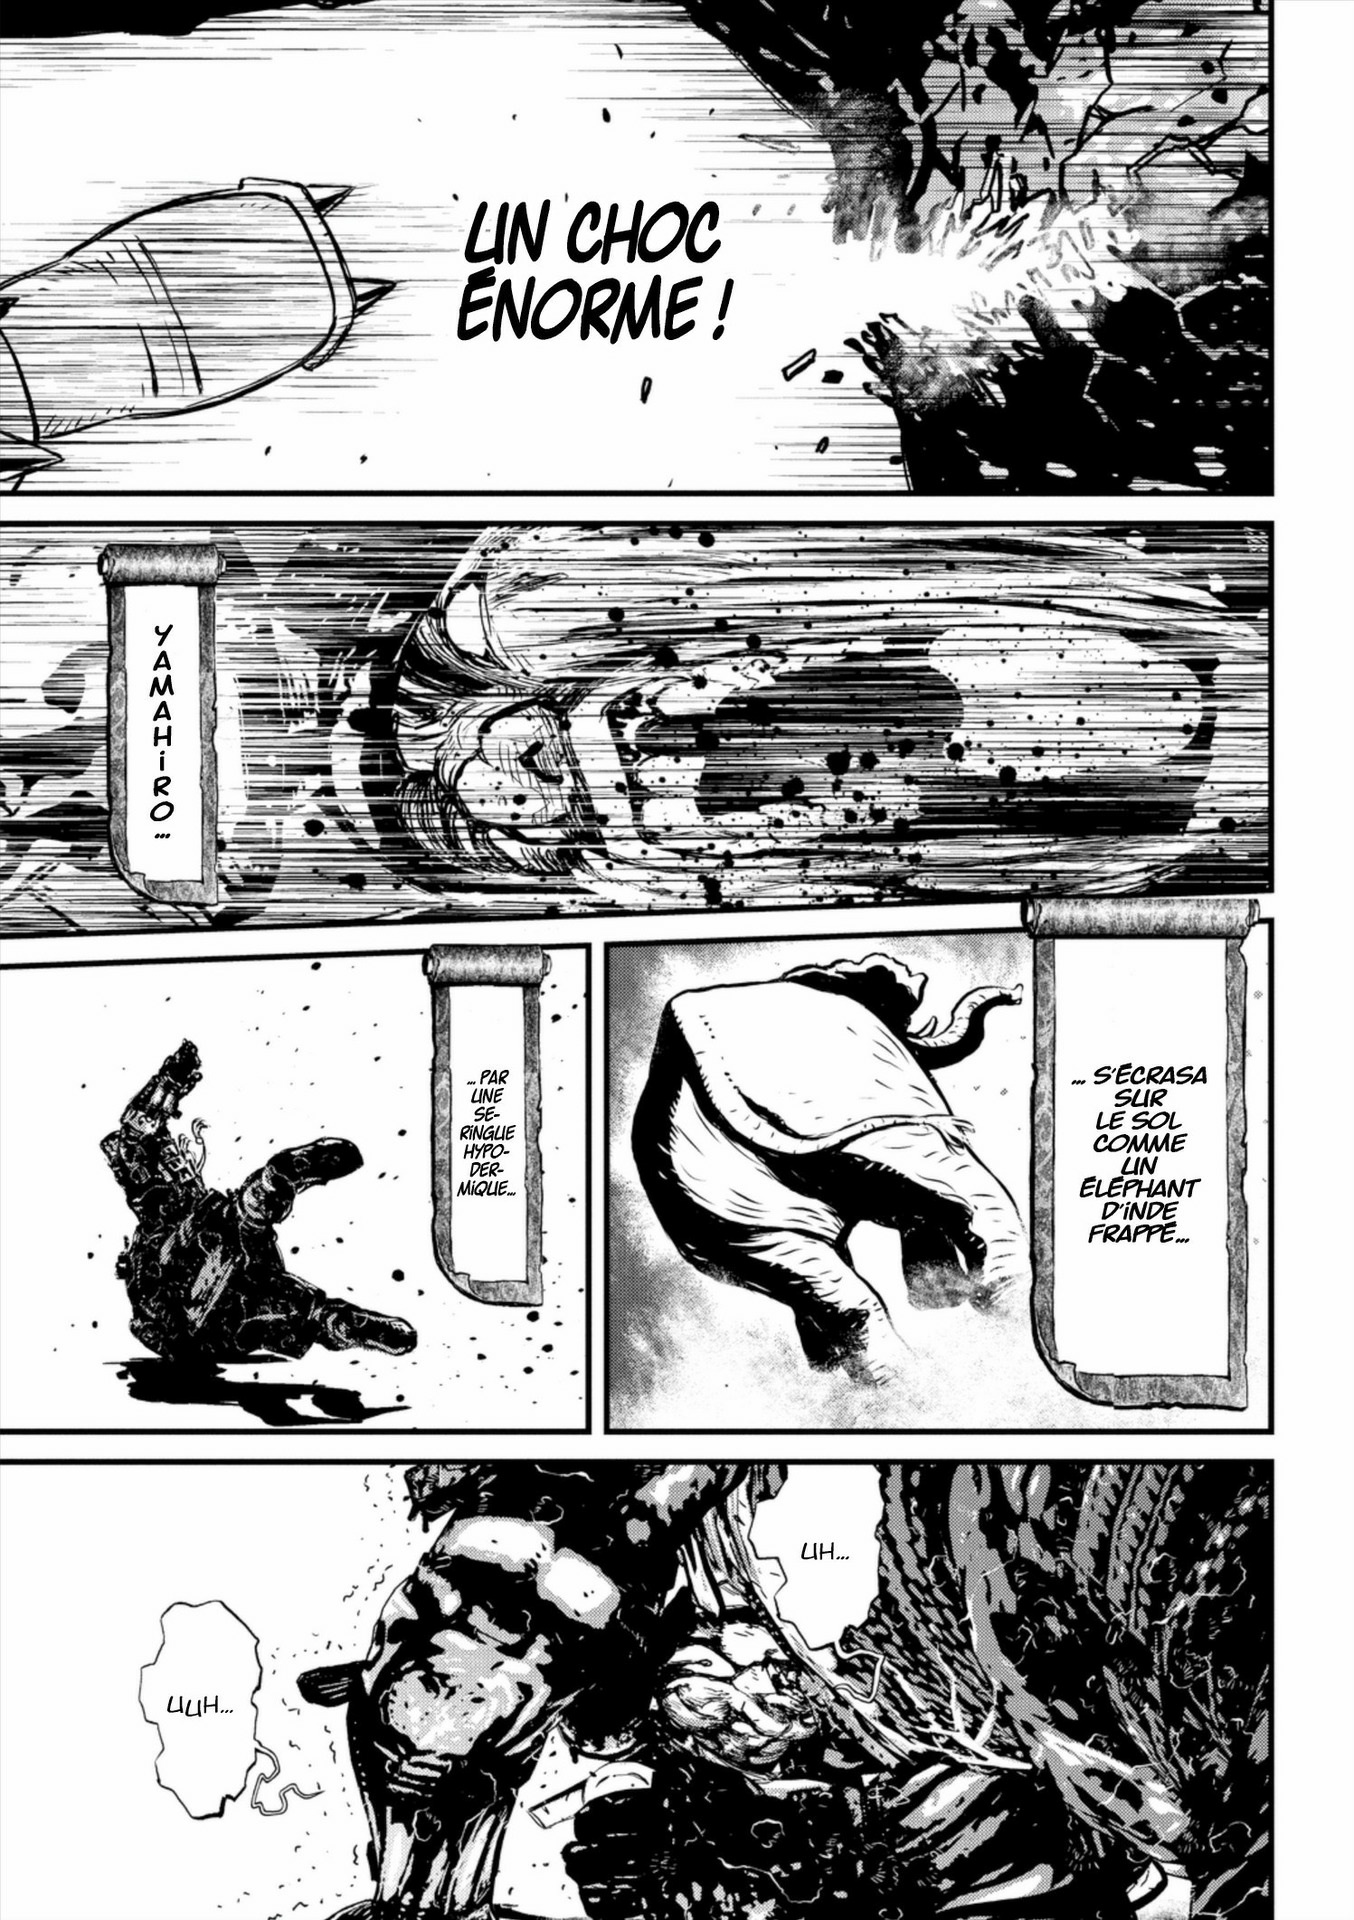 UN CHOC
ÉNORME !
YAMAHIRO...
... S'ÉCRASA
SUR
LE SOL
COMME
UN
ÉLÉPHANT
D'INDE
FRAPPÉ...
... PAR
UNE
SE-
RINGUE
HYPO-
DER-
MIQUE...
UH...
UUH...